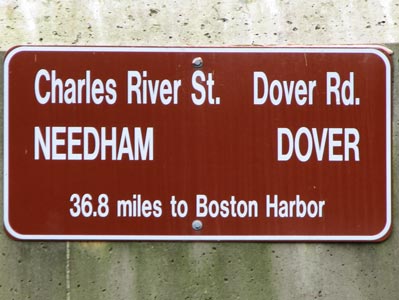 Charles River St. Dover Rd.
NEEDHAM DOVER
36.8 miles to Boston Harbor